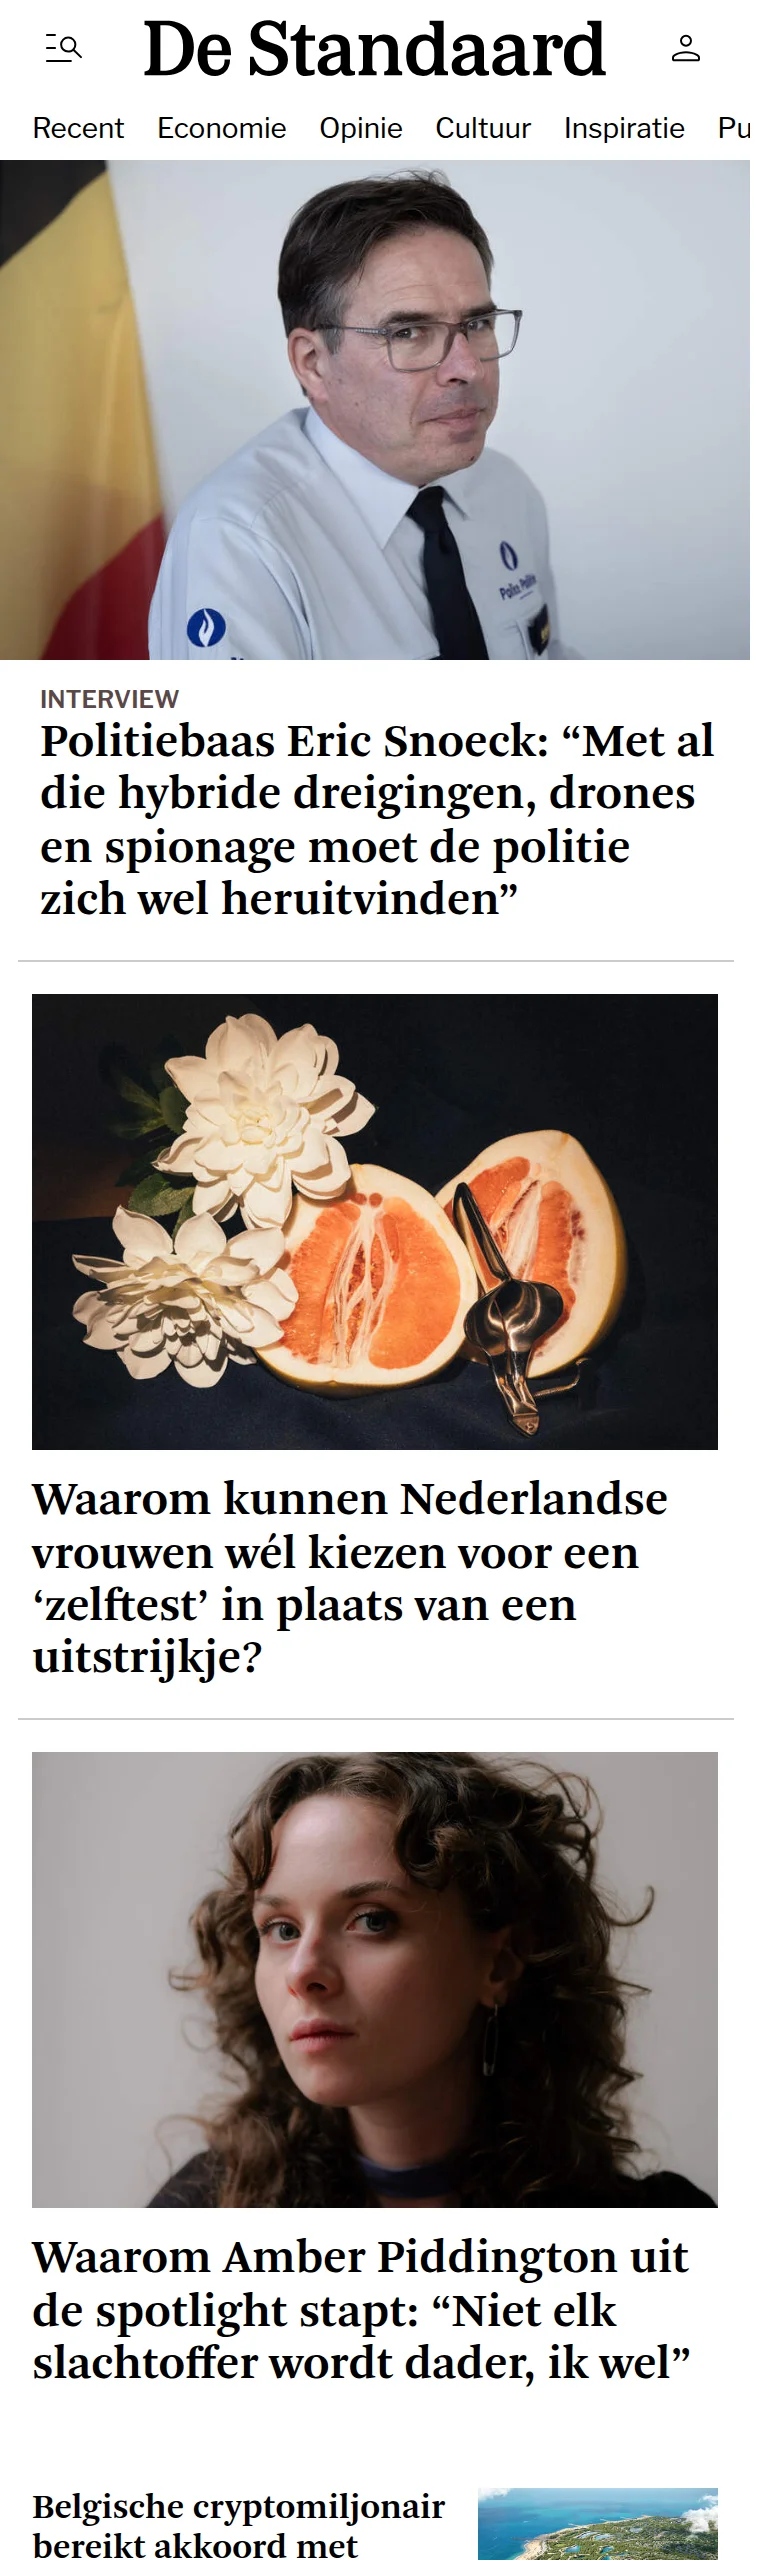 De Standaard
Recent Economie Opinie Cultuur Inspiratie Pu
INTERVIEW
Politiebaas Eric Snoeck: “Met al
die hybride dreigingen, drones
en spionage moet de politie
zich wel heruitvinden”
Waarom kunnen Nederlandse
vrouwen wél kiezen voor een
‘zelftest’ in plaats van een
uitstrijkje?
Waarom Amber Piddington uit
de spotlight stapt: “Niet elk
slachtoffer wordt dader, ik wel”
Belgische cryptomiljonair
bereikt akkoord met